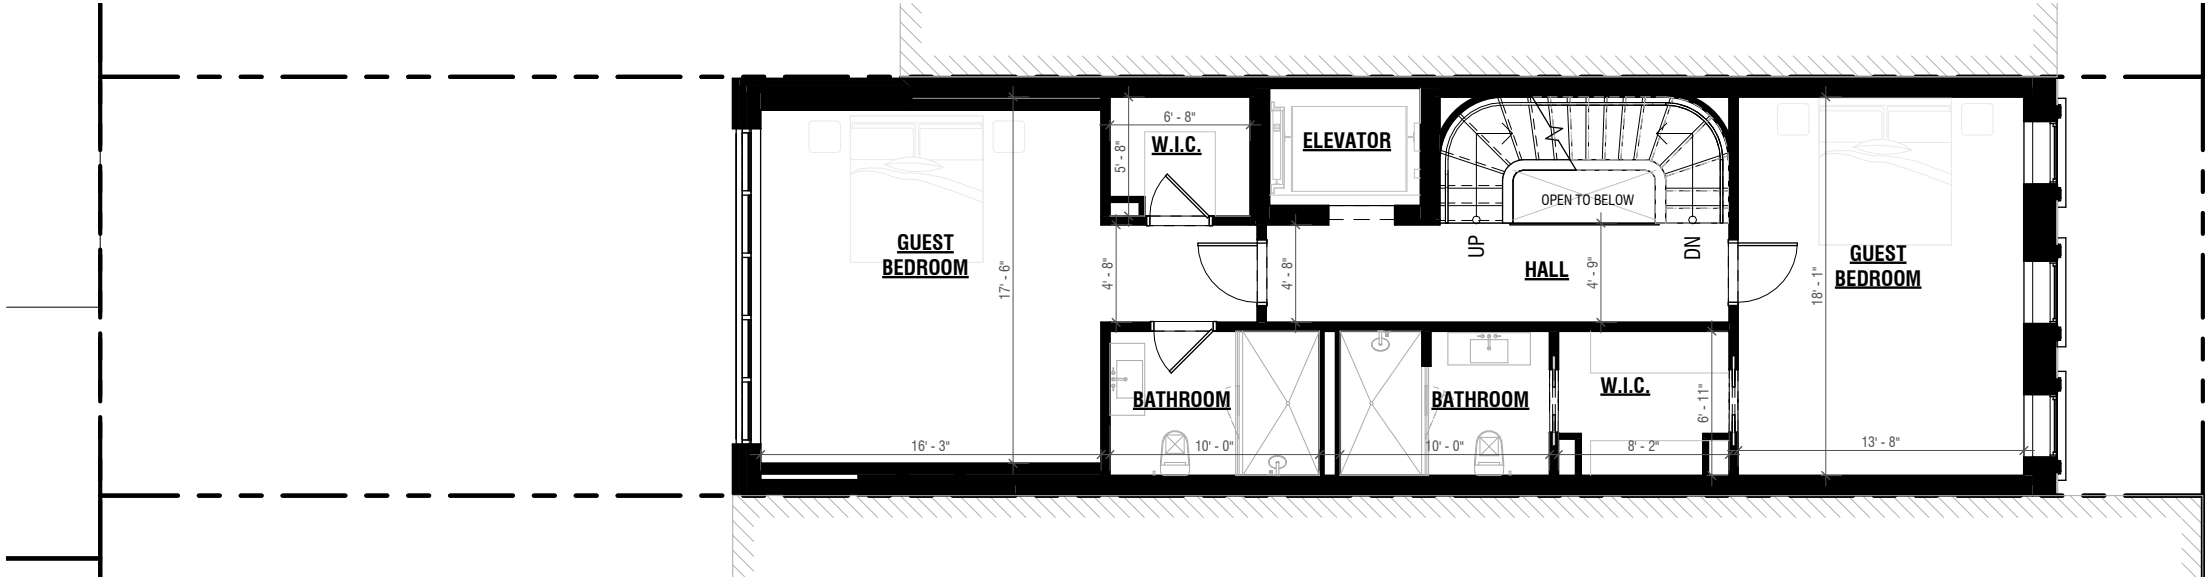 6' - 8"
W.I.C.
5' - 8"
ELEVATOR
OPEN TO BELOW
UP
DN
GUEST
BEDROOM
17' - 6"
4' - 8"
4' - 8"
HALL
4' - 9"
GUEST
BEDROOM
18' - 1"
BATHROOM
BATHROOM
W.I.C.
6' - 11"
16' - 3"
10' - 0"
10' - 0"
8' - 2"
13' - 8"